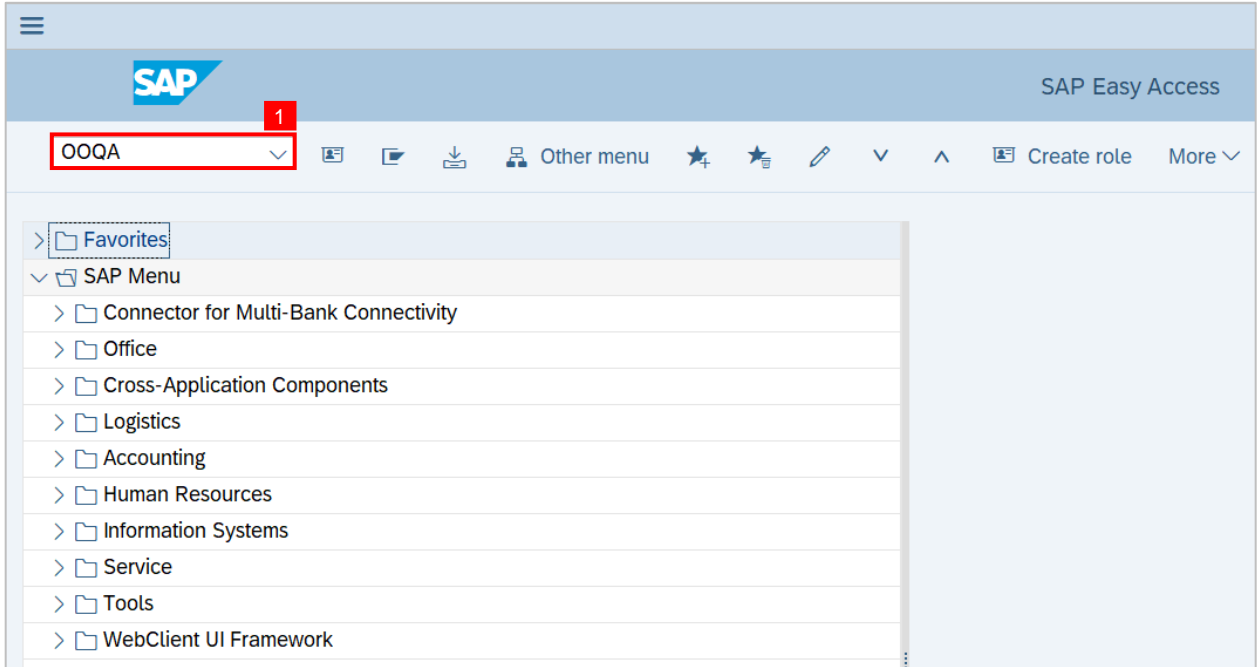 SAP
SAP Easy Access
1
OOQA Other menu Create role More
Favorites
SAP Menu
Connector for Multi-Bank Connectivity
Office
Cross-Application Components
Logistics
Accounting
Human Resources
Information Systems
Service
Tools
WebClient UI Framework